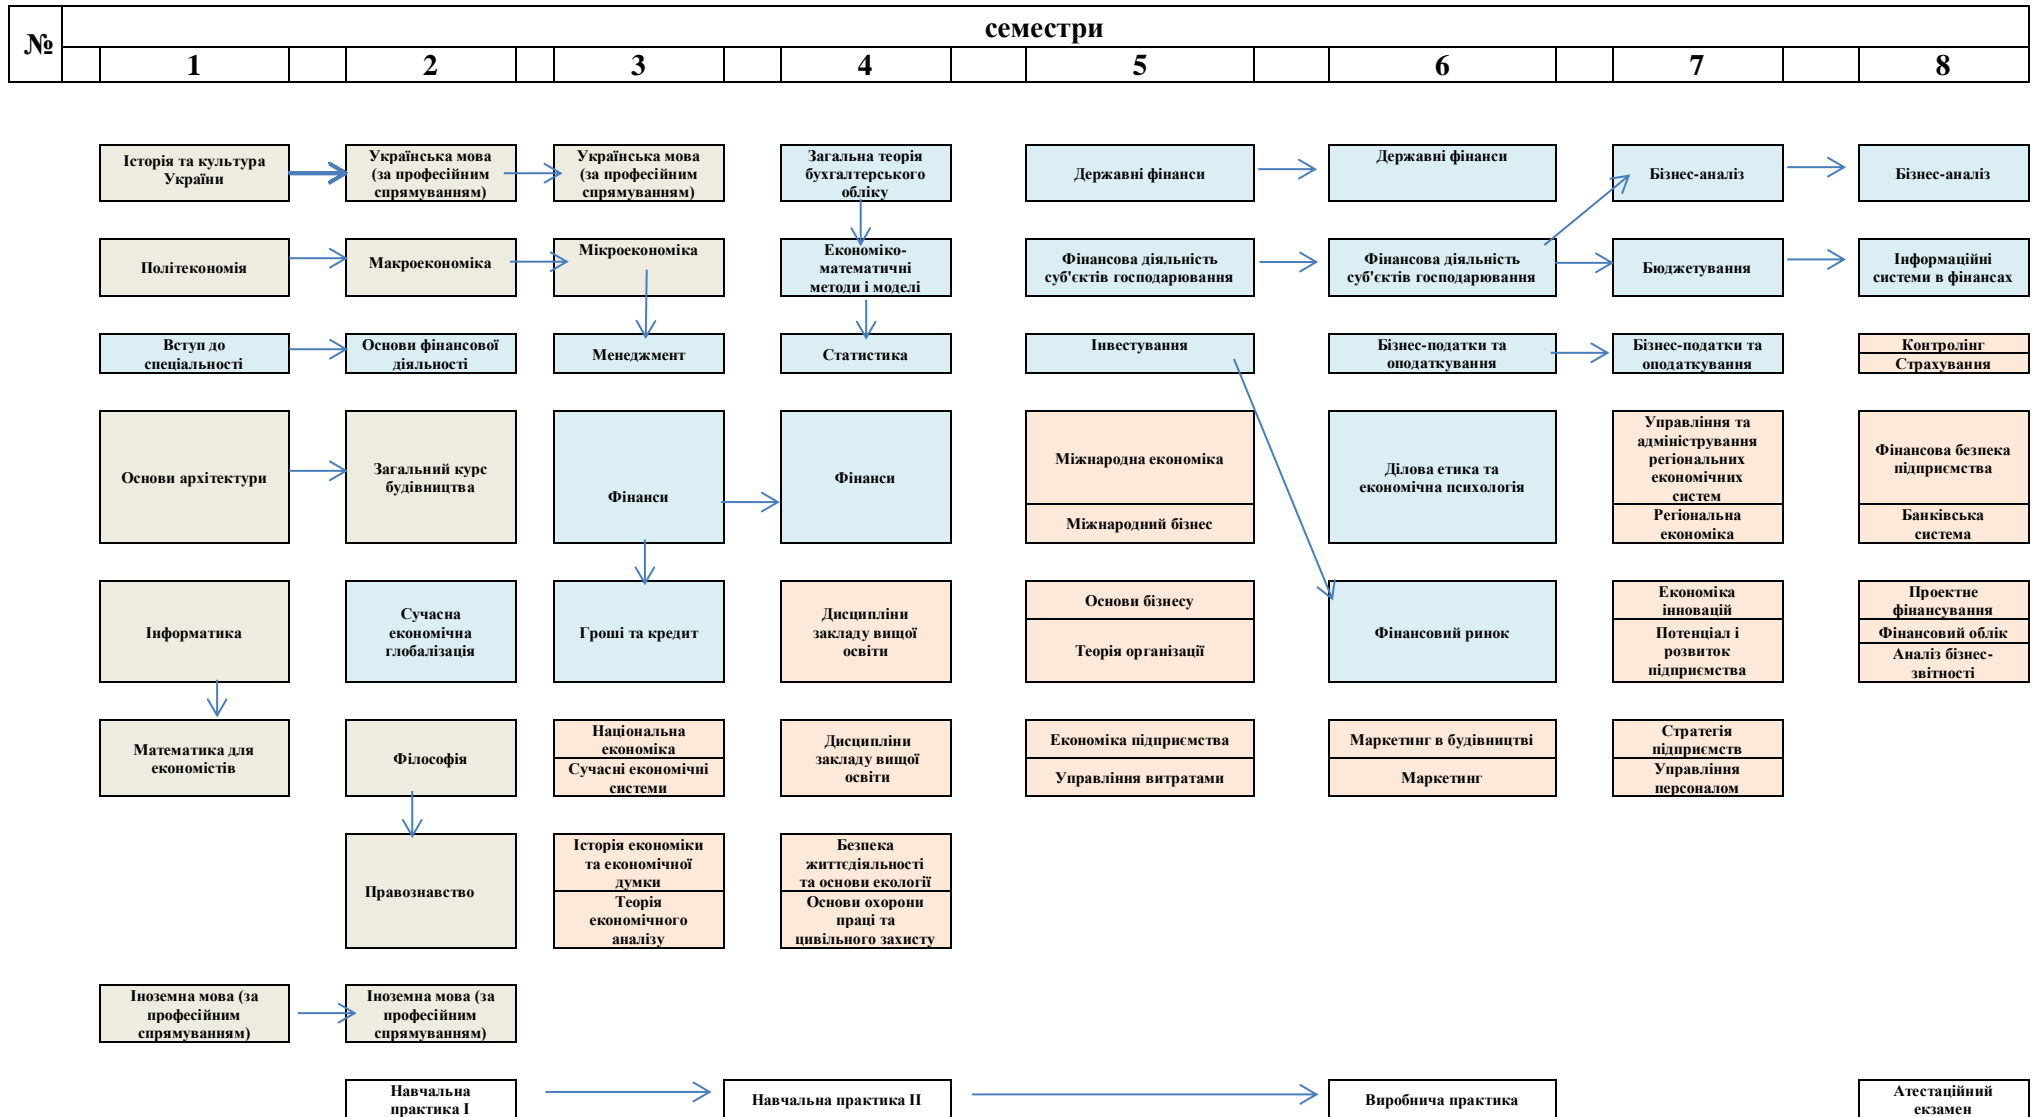 №
семестри
1 2 3 4 5 6 7 8
Історія та культура
України
Українська мова
(за професійним
спрямуванням)
Українська мова
(за професійним
спрямуванням)
Загальна теорія
бухгалтерського
обліку
Державні фінанси
Державні фінанси
Бізнес-аналіз
Бізнес-аналіз
Політекономія
Макроекономіка
Мікроекономіка
Економіко-
математичні
методи і моделі
Фінансова діяльність
суб'єктів господарювання
Фінансова діяльність
суб'єктів господарювання
Бюджетування
Інформаційні
системи в фінансах
Вступ до
спеціальності
Основи фінансової
діяльності
Менеджмент
Статистика
Інвестування
Бізнес-податки та
оподаткування
Бізнес-податки та
оподаткування
Контролінг
Страхування
Основи архітектури
Загальний курс
будівництва
Фінанси
Фінанси
Міжнародна економіка
Міжнародний бізнес
Ділова етика та
економічна психологія
Управління та
адміністрування
регіональних
економічних
систем
Регіональна
економіка
Фінансова безпека
підприємства
Банківська
система
Інформатика
Сучасна
економічна
глобалізація
Гроші та кредит
Дисципліни
закладу вищої
освіти
Основи бізнесу
Теорія організації
Фінансовий ринок
Економіка
інновацій
Потенціал і
розвиток
підприємства
Проектне
фінансування
Фінансовий облік
Аналіз бізнес-
звітності
Математика для
економістів
Філософія
Національна
економіка
Сучасні економічні
системи
Дисципліни
закладу вищої
освіти
Економіка підприємства
Управління витратами
Маркетинг в будівництві
Маркетинг
Стратегія
підприємств
Управління
персоналом
Правознавство
Історія економіки
та економічної
думки
Теорія
економічного
аналізу
Безпека
життєдіяльності
та основи екології
Основи охорони
праці та
цивільного захисту
Іноземна мова (за
професійним
спрямуванням)
Іноземна мова (за
професійним
спрямуванням)
Навчальна
практика І
Навчальна практика ІІ
Виробнича практика
Атестаційний
екзамен